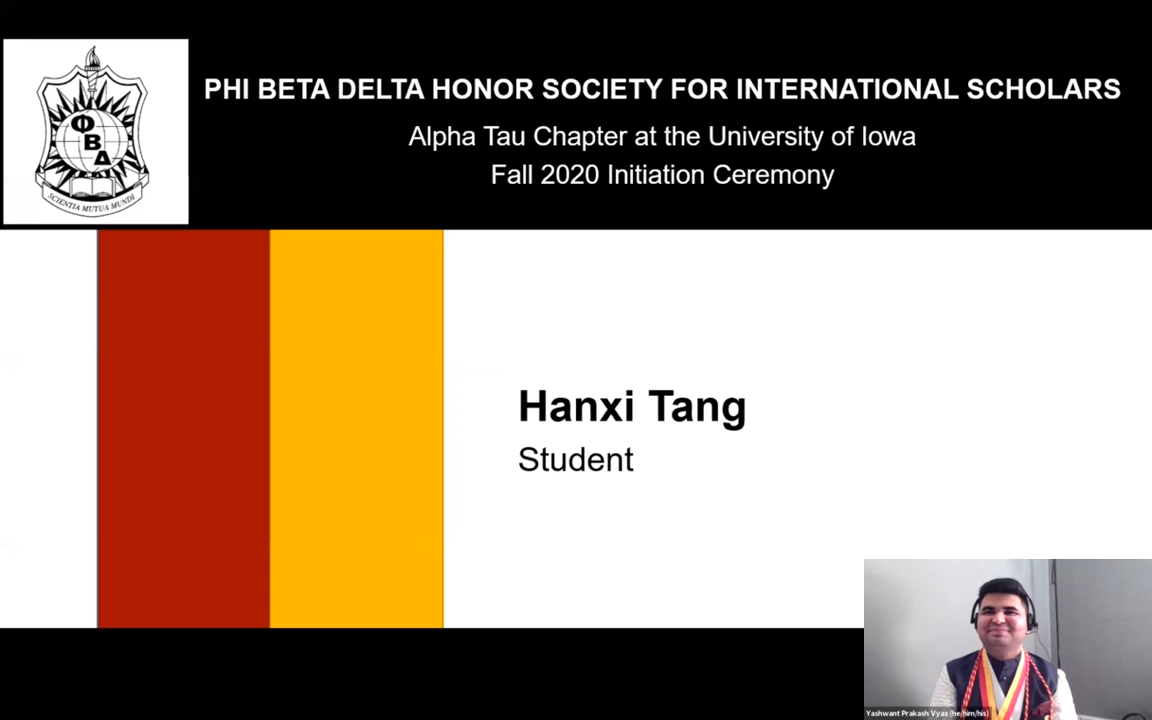 PHI BETA DELTA HONOR SOCIETY FOR INTERNATIONAL SCHOLARS
Alpha Tau Chapter at the University of Iowa
Fall 2020 Initiation Ceremony
Φ
B
Δ
SCIENTIA MUTUA MUNDI
Hanxi Tang
Student
Yashwant Prakash Vyas (he/him/his)